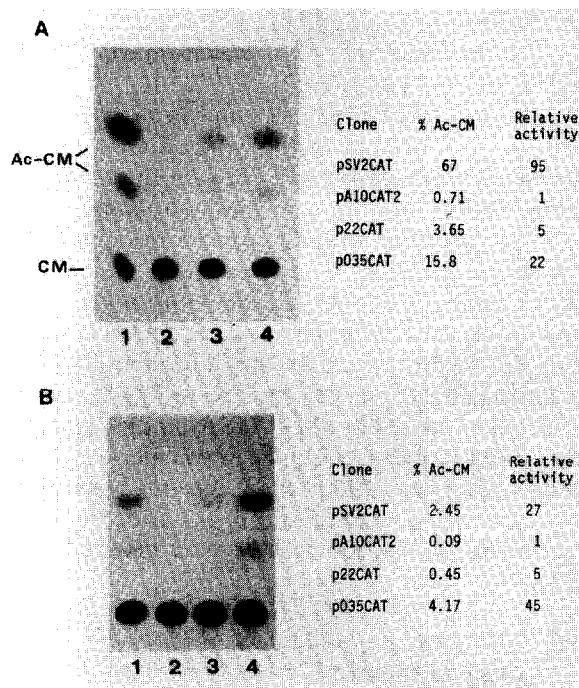 A
Clone % Ac-CM Relative activity
Ac-CM
pSV2CAT 67 95
pA10CAT2 0.71 1
p22CAT 3.65 5
CM
pO35CAT 15.8 22
1 2 3 4
B
Clone % Ac-CM Relative activity
pSV2CAT 2.45 27
pA10CAT2 0.09 1
p22CAT 0.45 5
pO35CAT 4.17 45
1 2 3 4